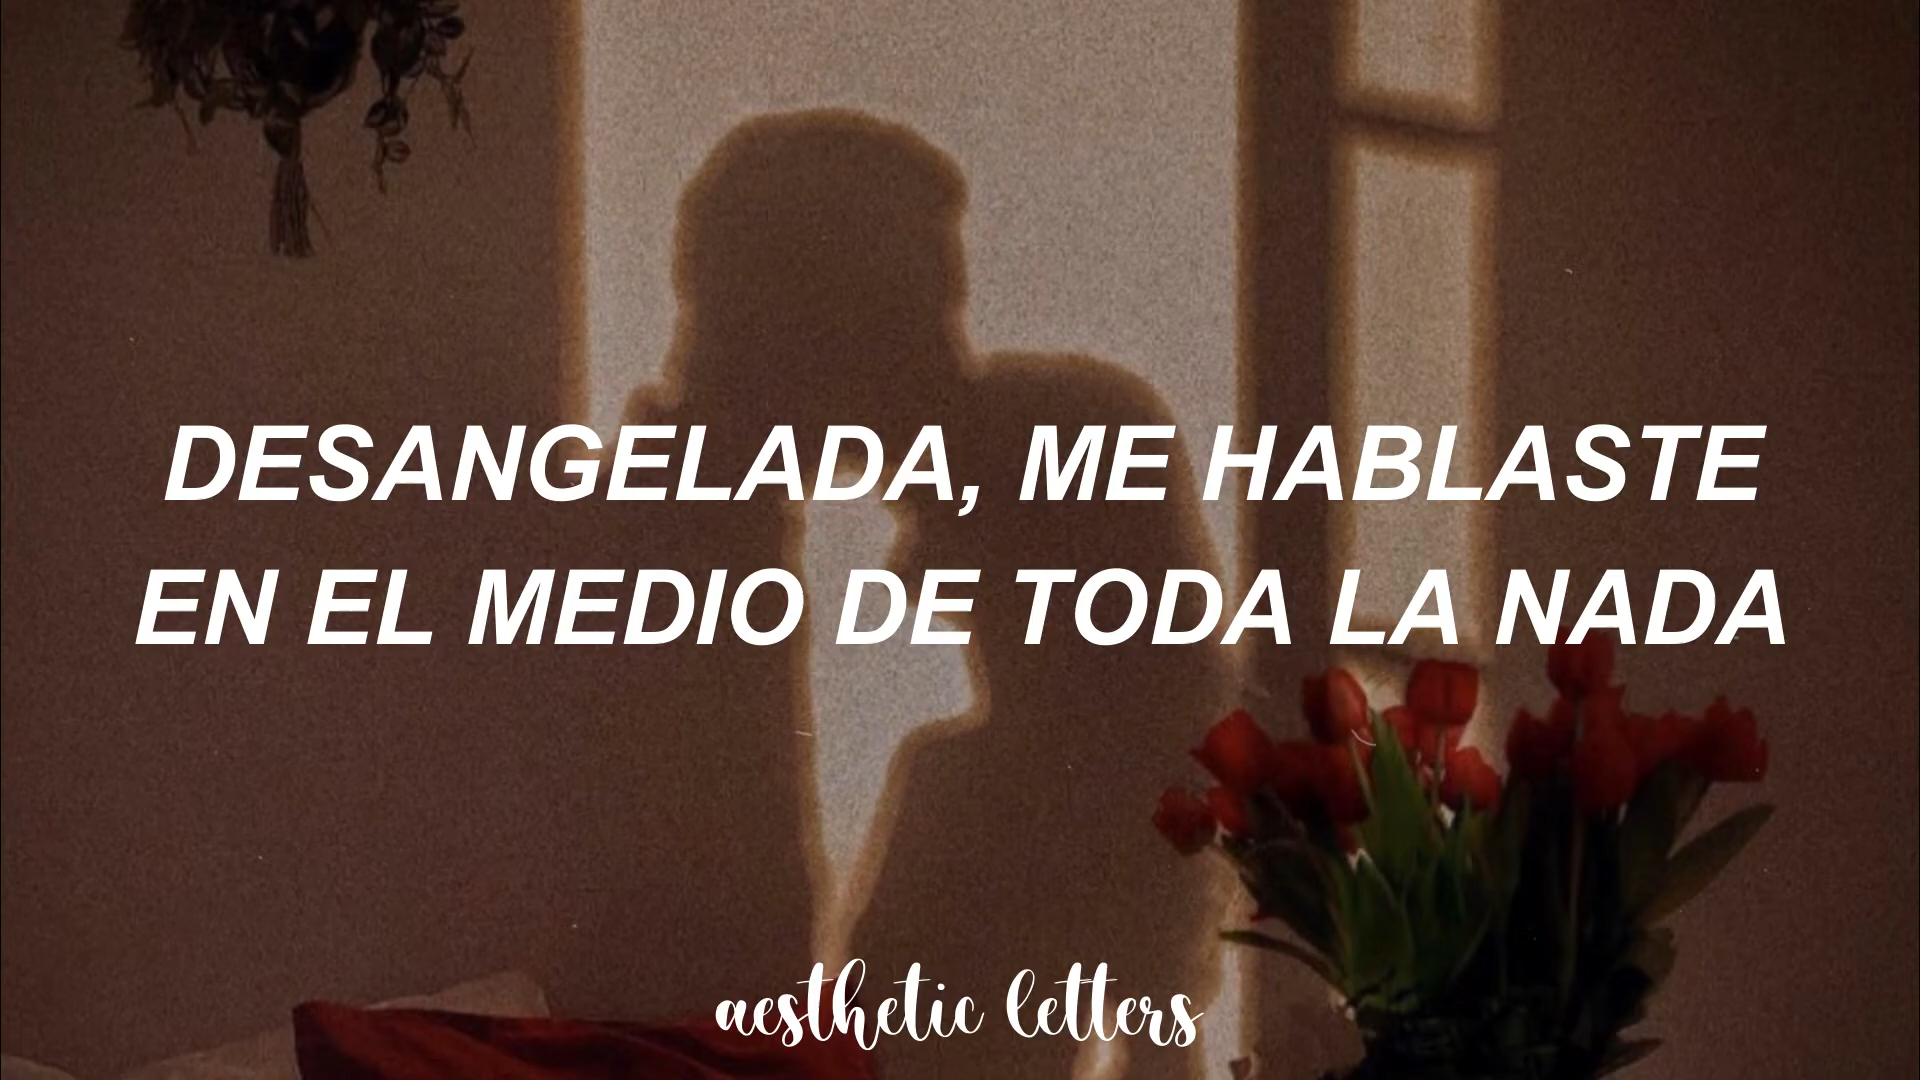 DESANGELADA, ME HABLASTE
EN EL MEDIO DE TODA LA NADA
aesthetic letters